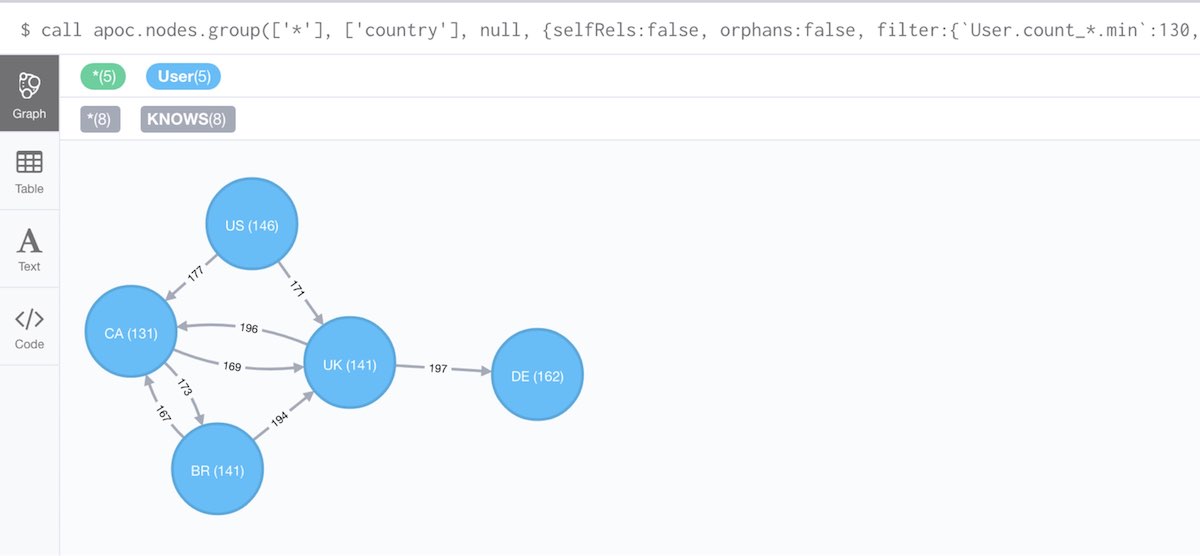 $ call apoc.nodes.group(['*'], ['country'], null, {selfRels:false, orphans:false, filter:{`User.count_*.min`:130,
Graph
*(5) User(5)
*(8) KNOWS(8)
Table
Text
Code
US (146)
177
171
CA (131)
196
169
UK (141)
197
DE (162)
173
167
194
BR (141)